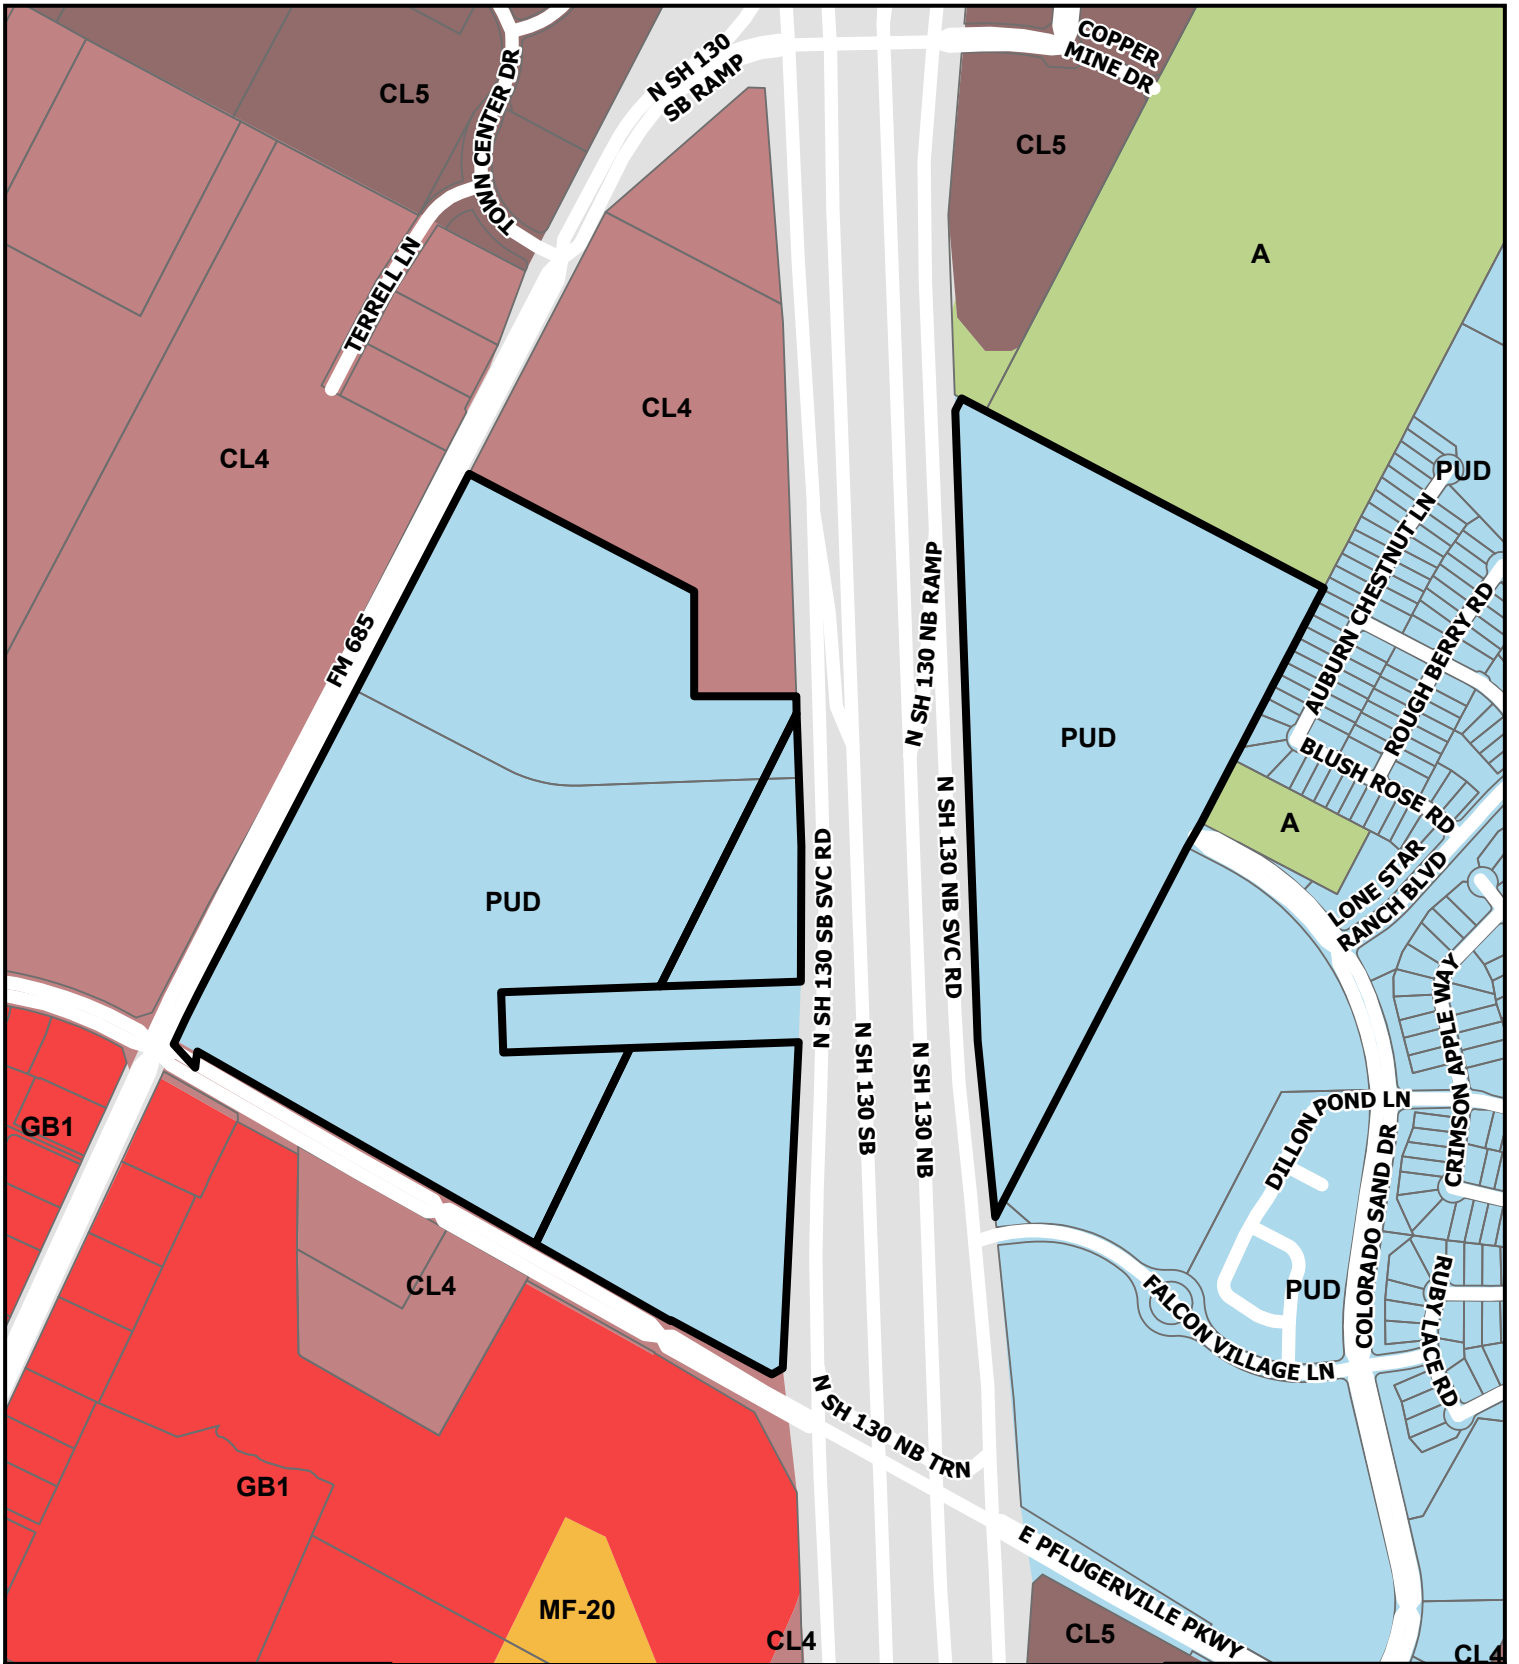 COPPER
MINE DR
N SH 130
SB RAMP
TOWN CENTER DR
CL5
CL5
A
TERRELL LN
CL4
CL4
PUD
AUBURN CHESTNUT LN
N SH 130 NB RAMP
ROUGH BERRY RD
FM 685
PUD
BLUSH ROSE RD
A
N SH 130 SB SVC RD
N SH 130 NB SVC RD
LONE STAR
RANCH BLVD
PUD
CRIMSON APPLE WAY
N SH 130 SB
N SH 130 NB
DILLON POND LN
GB1
COLORADO SAND DR
CL4
PUD
RUBY LACE RD
FALCON VILLAGE LN
N SH 130 NB TRN
GB1
E PFLUGERVILLE PKWY
MF-20
CL4
CL5
CL4